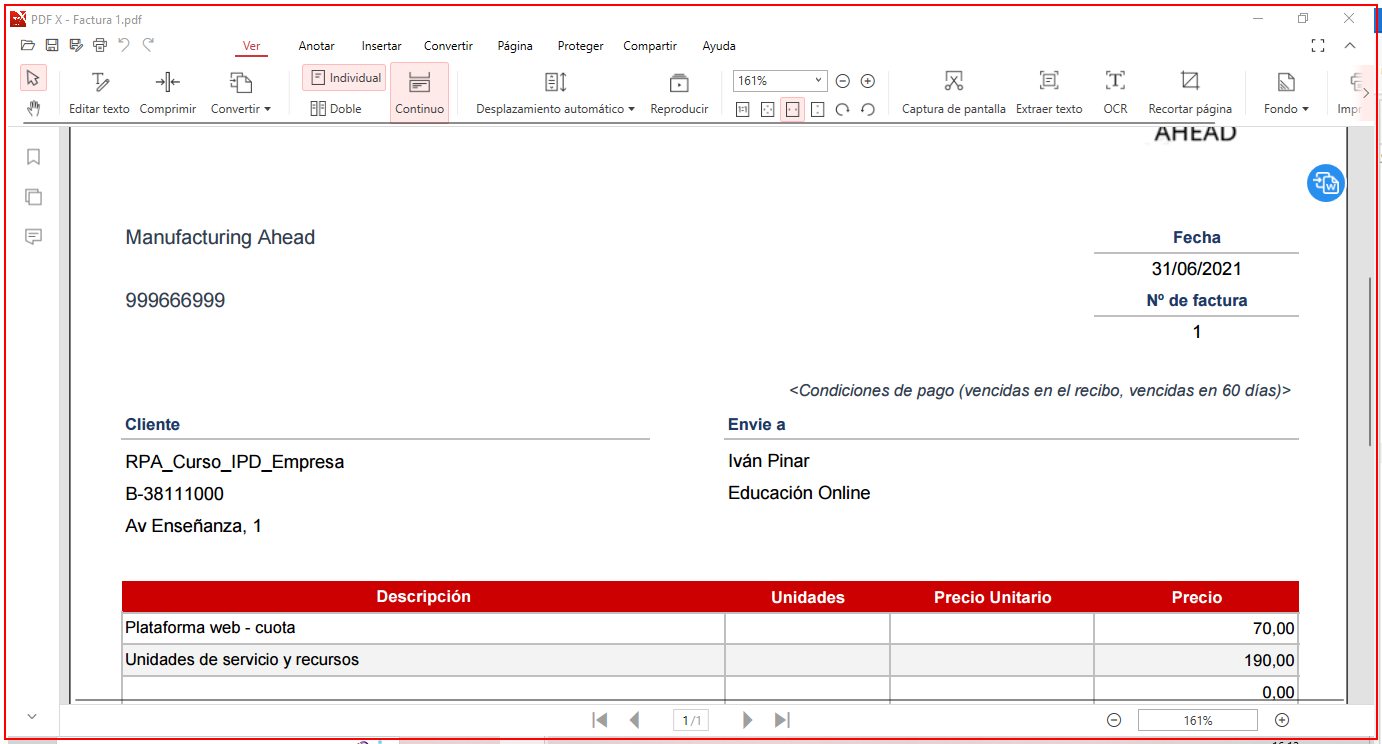 PDF X - Factura 1.pdf
Ver Anotar Insertar Convertir Página Proteger Compartir Ayuda
Editar texto Comprimir Convertir Individual Doble Continuo Desplazamiento automático Reproducir 161% Captura de pantalla Extraer texto OCR Recortar página Fondo Impr
AHEAD
Manufacturing Ahead
Fecha
31/06/2021
999666999
Nº de factura
1
<Condiciones de pago (vencidas en el recibo, vencidas en 60 días)>
Cliente
RPA_Curso_IPD_Empresa
B-38111000
Av Enseñanza, 1
Envie a
Iván Pinar
Educación Online
Descripción Unidades Precio Unitario Precio
Plataforma web - cuota 70,00
Unidades de servicio y recursos 190,00
0,00
1/1 161%